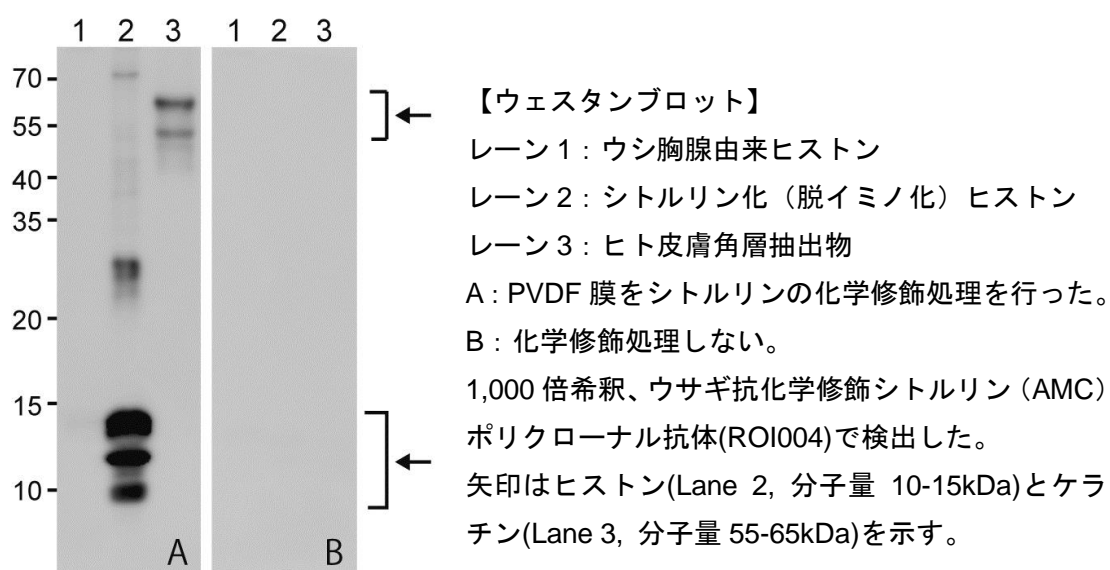 1 2 3 1 2 3
70
55
40
35
20
15
10
A B
【ウェスタンブロット】
レーン 1：ウシ胸腺由来ヒストン
レーン 2：シトルリン化（脱イミノ化）ヒストン
レーン 3：ヒト皮膚角層抽出物
A：PVDF 膜をシトルリンの化学修飾処理を行った。
B：化学修飾処理しない。
1,000 倍希釈、ウサギ抗化学修飾シトルリン（AMC）
ポリクローナル抗体(ROI004)で検出した。
矢印はヒストン(Lane 2, 分子量 10-15kDa)とケラ
チン(Lane 3, 分子量 55-65kDa)を示す。